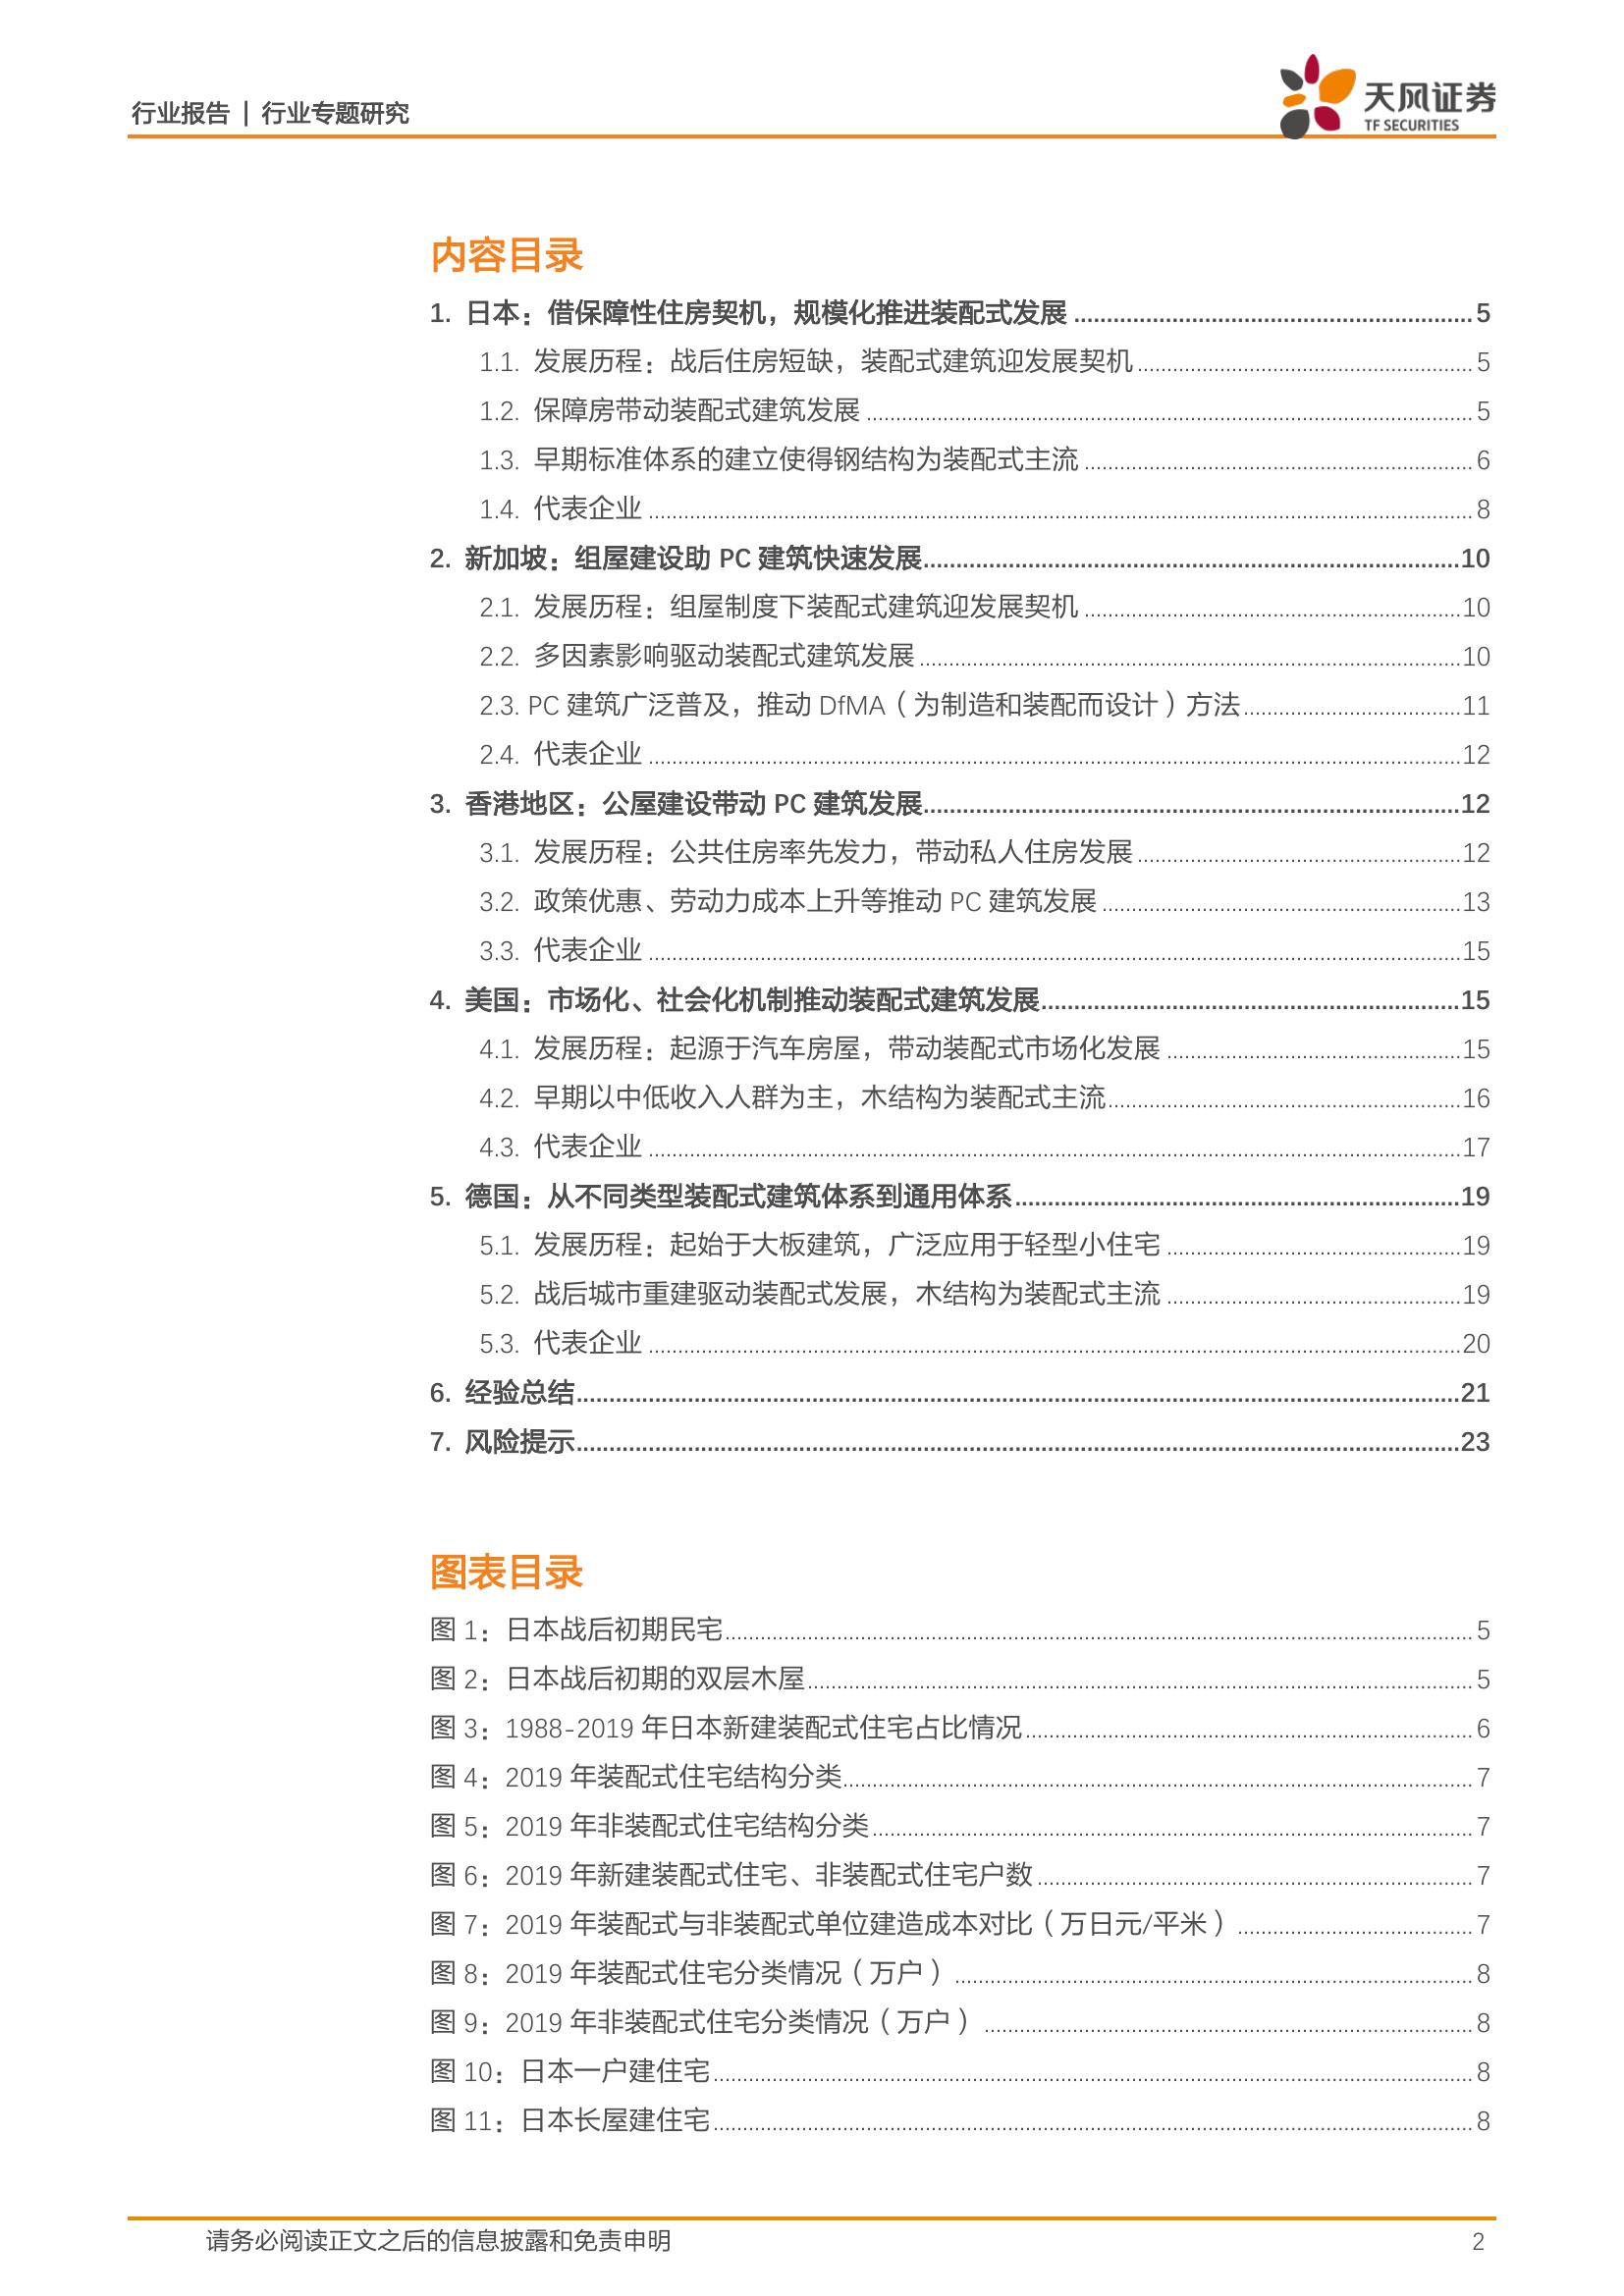 行业报告 | 行业专题研究
天风证券
TF SECURITIES
内容目录
1. 日本：借保障性住房契机，规模化推进装配式发展 5
1.1. 发展历程：战后住房短缺，装配式建筑迎发展契机 5
1.2. 保障房带动装配式建筑发展 5
1.3. 早期标准体系的建立使得钢结构为装配式主流 6
1.4. 代表企业 8
2. 新加坡：组屋建设助 PC 建筑快速发展 10
2.1. 发展历程：组屋制度下装配式建筑迎发展契机 10
2.2. 多因素影响驱动装配式建筑发展 10
2.3. PC 建筑广泛普及，推动 DfMA（为制造和装配而设计）方法 11
2.4. 代表企业 12
3. 香港地区：公屋建设带动 PC 建筑发展 12
3.1. 发展历程：公共住房率先发力，带动私人住房发展 12
3.2. 政策优惠、劳动力成本上升等推动 PC 建筑发展 13
3.3. 代表企业 15
4. 美国：市场化、社会化机制推动装配式建筑发展 15
4.1. 发展历程：起源于汽车房屋，带动装配式市场化发展 15
4.2. 早期以中低收入人群为主，木结构为装配式主流 16
4.3. 代表企业 17
5. 德国：从不同类型装配式建筑体系到通用体系 19
5.1. 发展历程：起始于大板建筑，广泛应用于轻型小住宅 19
5.2. 战后城市重建驱动装配式发展，木结构为装配式主流 19
5.3. 代表企业 20
6. 经验总结 21
7. 风险提示 23
图表目录
图 1：日本战后初期民宅 5
图 2：日本战后初期的双层木屋 5
图 3：1988-2019 年日本新建装配式住宅占比情况 6
图 4：2019 年装配式住宅结构分类 7
图 5：2019 年非装配式住宅结构分类 7
图 6：2019 年新建装配式住宅、非装配式住宅户数 7
图 7：2019 年装配式与非装配式单位建造成本对比（万日元/平米） 7
图 8：2019 年装配式住宅分类情况（万户） 8
图 9：2019 年非装配式住宅分类情况（万户） 8
图 10：日本一户建住宅 8
图 11：日本长屋建住宅 8
请务必阅读正文之后的信息披露和免责申明 2